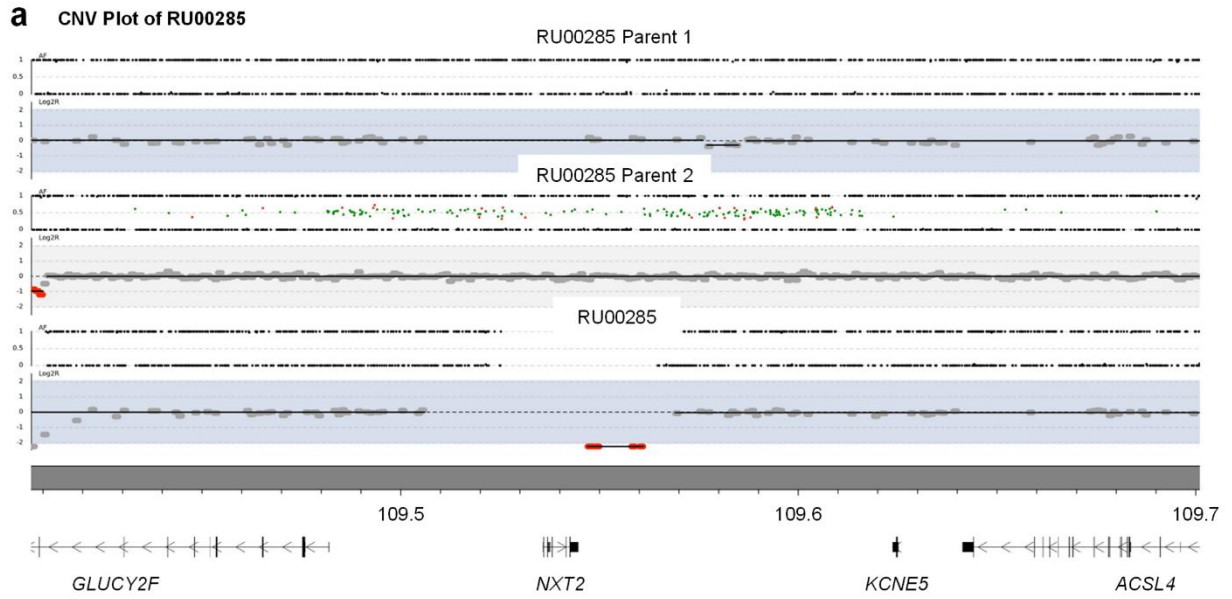 a CNV Plot of RU00285
RU00285 Parent 1
AF
1
0.5
0
Log2R
2
1
0
-1
-2
RU00285 Parent 2
AF
1
0.5
0
Log2R
2
1
0
-1
-2
RU00285
AF
1
0.5
0
Log2R
2
1
0
-1
-2
109.5 109.6 109.7
GLUCY2F NXT2 KCNE5 ACSL4